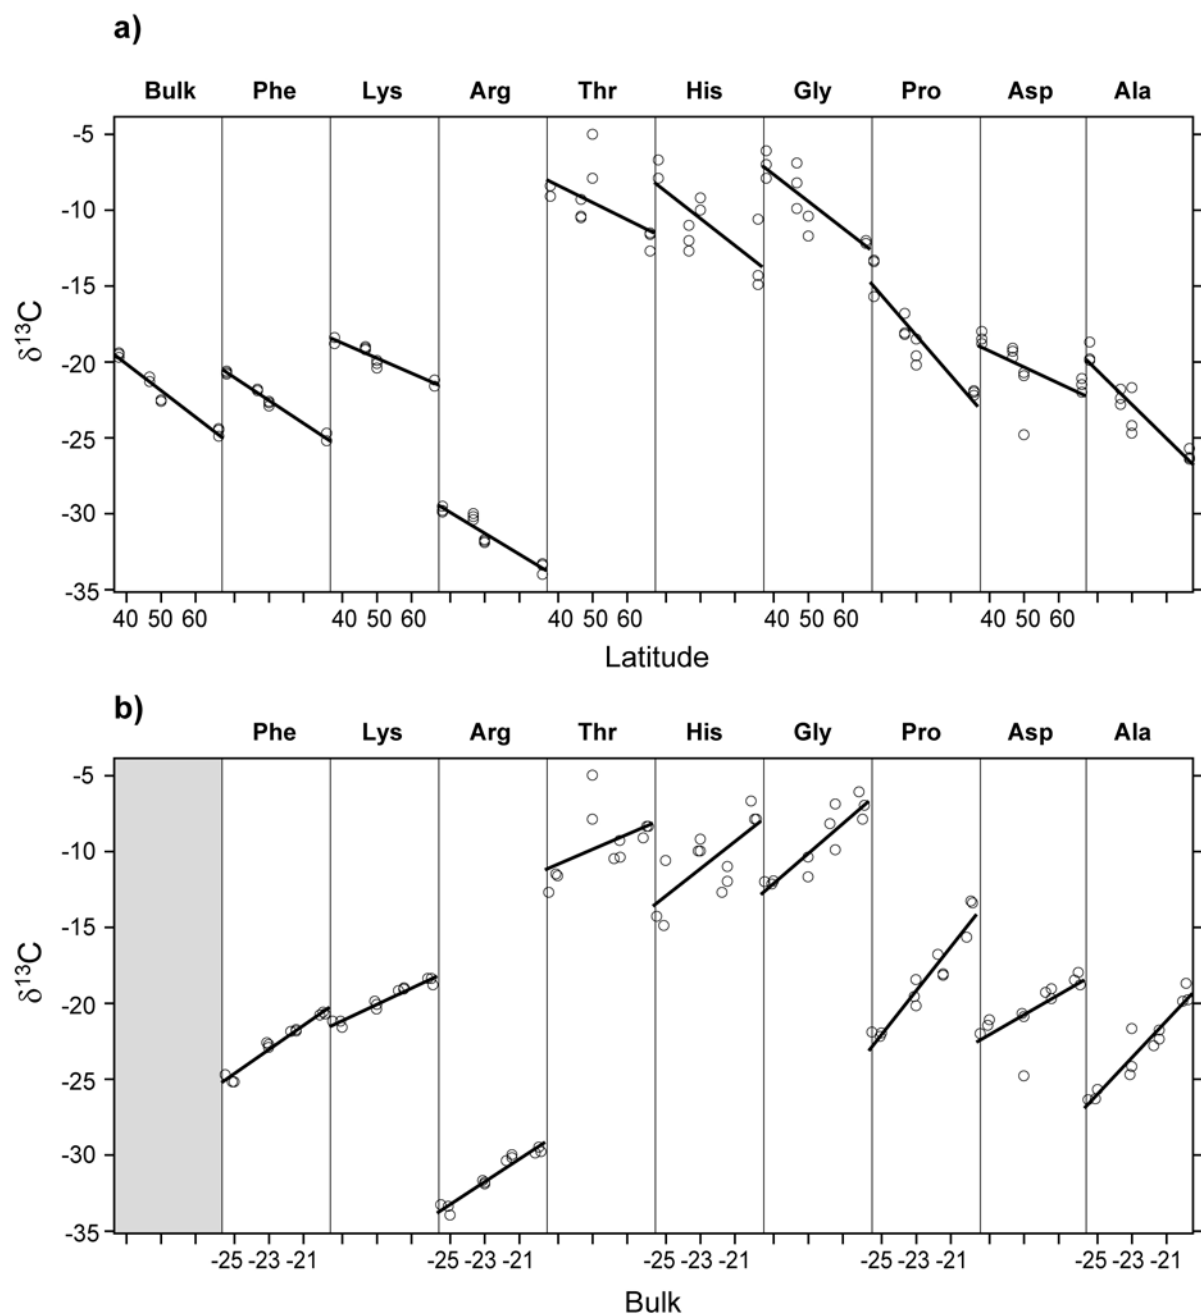 a)
Bulk Phe Lys Arg Thr His Gly Pro Asp Ala
-5
-10
-15
-20
-25
-30
-35
δ¹³C
40 50 60 40 50 60 40 50 60 40 50 60 40 50 60
Latitude
b)
Phe Lys Arg Thr His Gly Pro Asp Ala
-5
-10
-15
-20
-25
-30
-35
δ¹³C
-25 -23 -21 -25 -23 -21 -25 -23 -21 -25 -23 -21 -25 -23 -21
Bulk